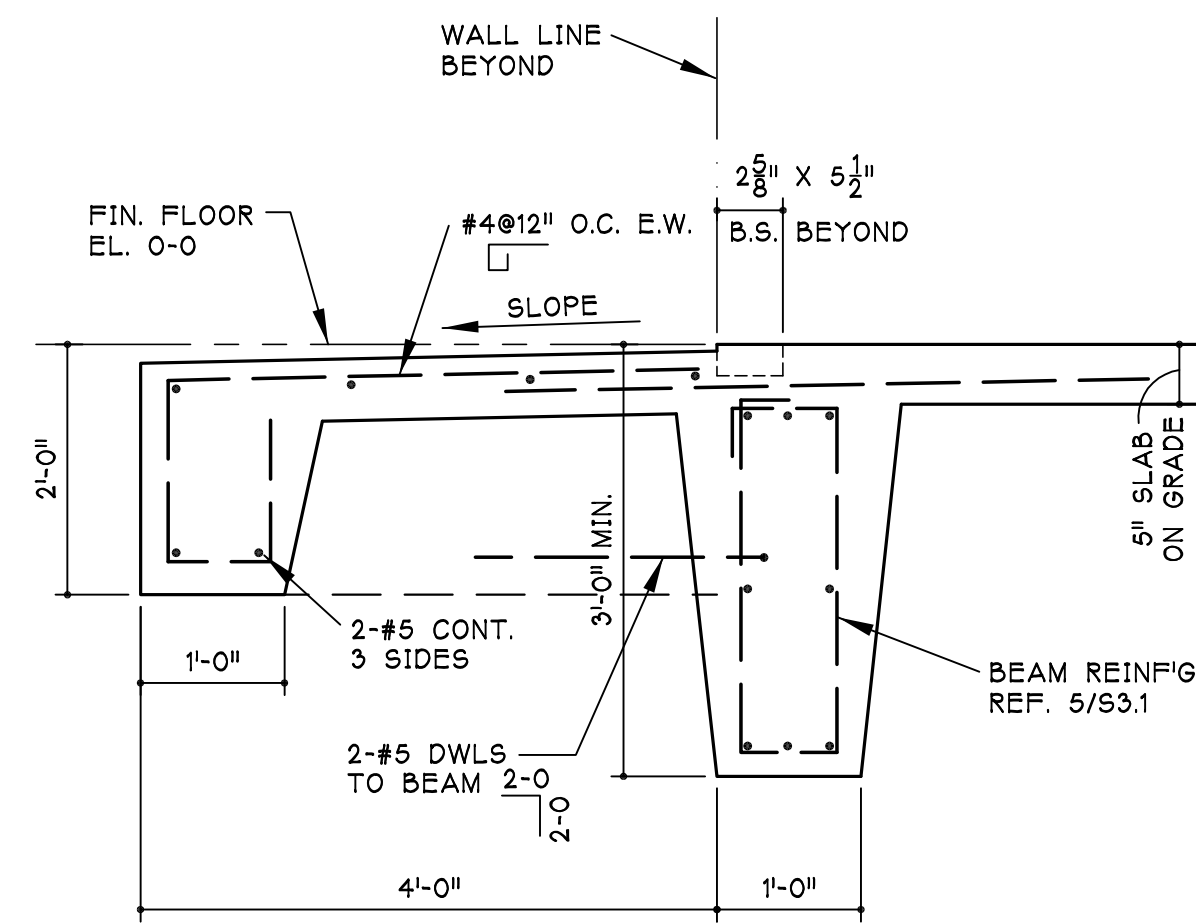 WALL LINE
BEYOND
2 5/8" X 5 1/2"
B.S. BEYOND
FIN. FLOOR
EL. 0-0
#4@12" O.C. E.W.
SLOPE
2'-0"
3'-0" MIN.
5" SLAB
ON GRADE
2-#5 CONT.
3 SIDES
1'-0"
BEAM REINF'G
REF. 5/S3.1
2-#5 DWLS
TO BEAM 2-0
2-0
4'-0"
1'-0"